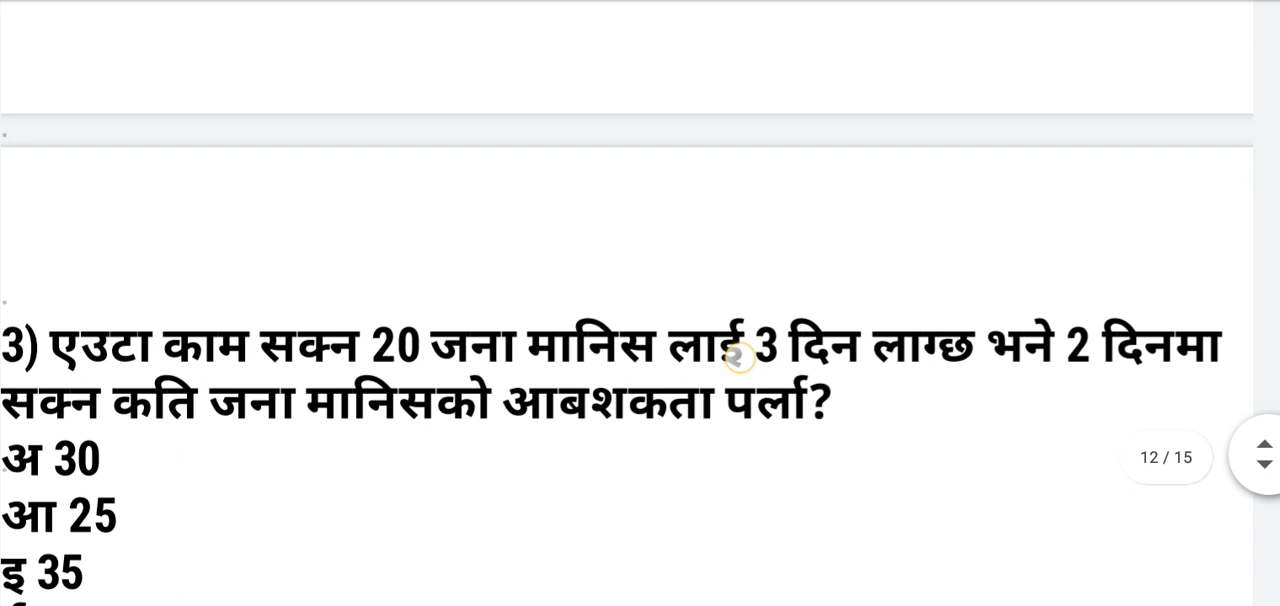 3) एउटा काम सक्न 20 जना मानिस लाई 3 दिन लाग्छ भने 2 दिनमा
सक्न कति जना मानिसको आबशकता पर्ला?
अ 30
12 / 15
आ 25
इ 35